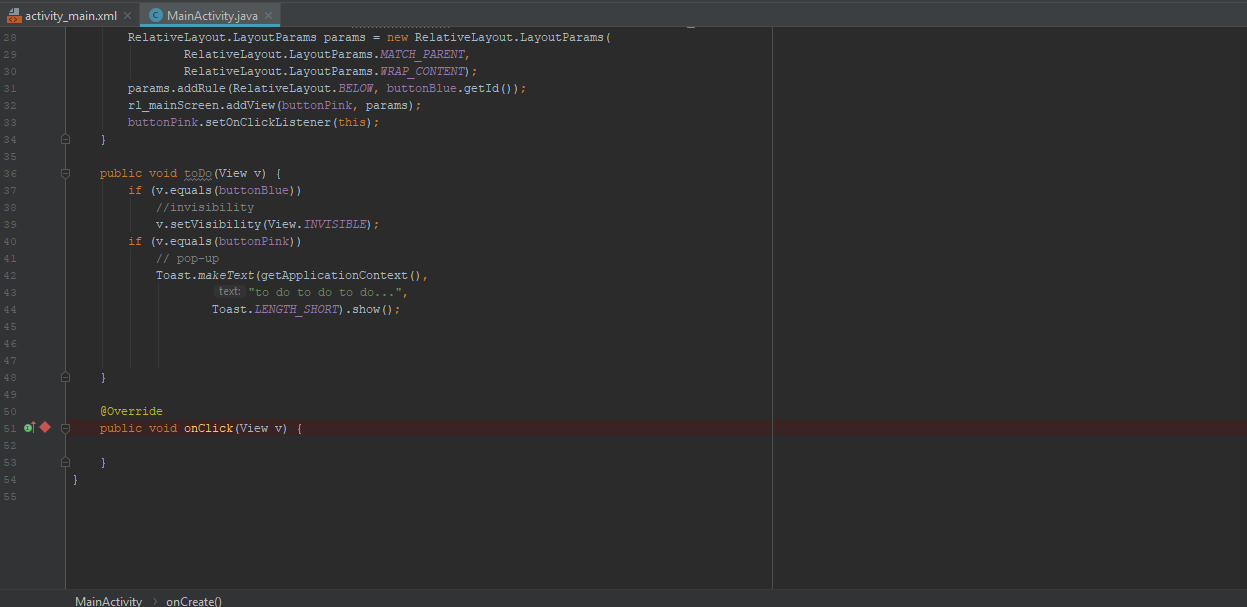 activity_main.xml MainActivity.java
28 RelativeLayout.LayoutParams params = new RelativeLayout.LayoutParams(
29 RelativeLayout.LayoutParams.MATCH_PARENT,
30 RelativeLayout.LayoutParams.WRAP_CONTENT);
31 params.addRule(RelativeLayout.BELOW, buttonBlue.getId());
32 rl_mainScreen.addView(buttonPink, params);
33 buttonPink.setOnClickListener(this);
34 }
35
36 public void toDo(View v) {
37 if (v.equals(buttonBlue))
38 //invisibility
39 v.setVisibility(View.INVISIBLE);
40 if (v.equals(buttonPink))
41 // pop-up
42 Toast.makeText(getApplicationContext(),
43 text: "to do to do to do...",
44 Toast.LENGTH_SHORT).show();
45
46
47
48 }
49
50 @Override
51 public void onClick(View v) {
52
53 }
54 }
55
MainActivity > onCreate()